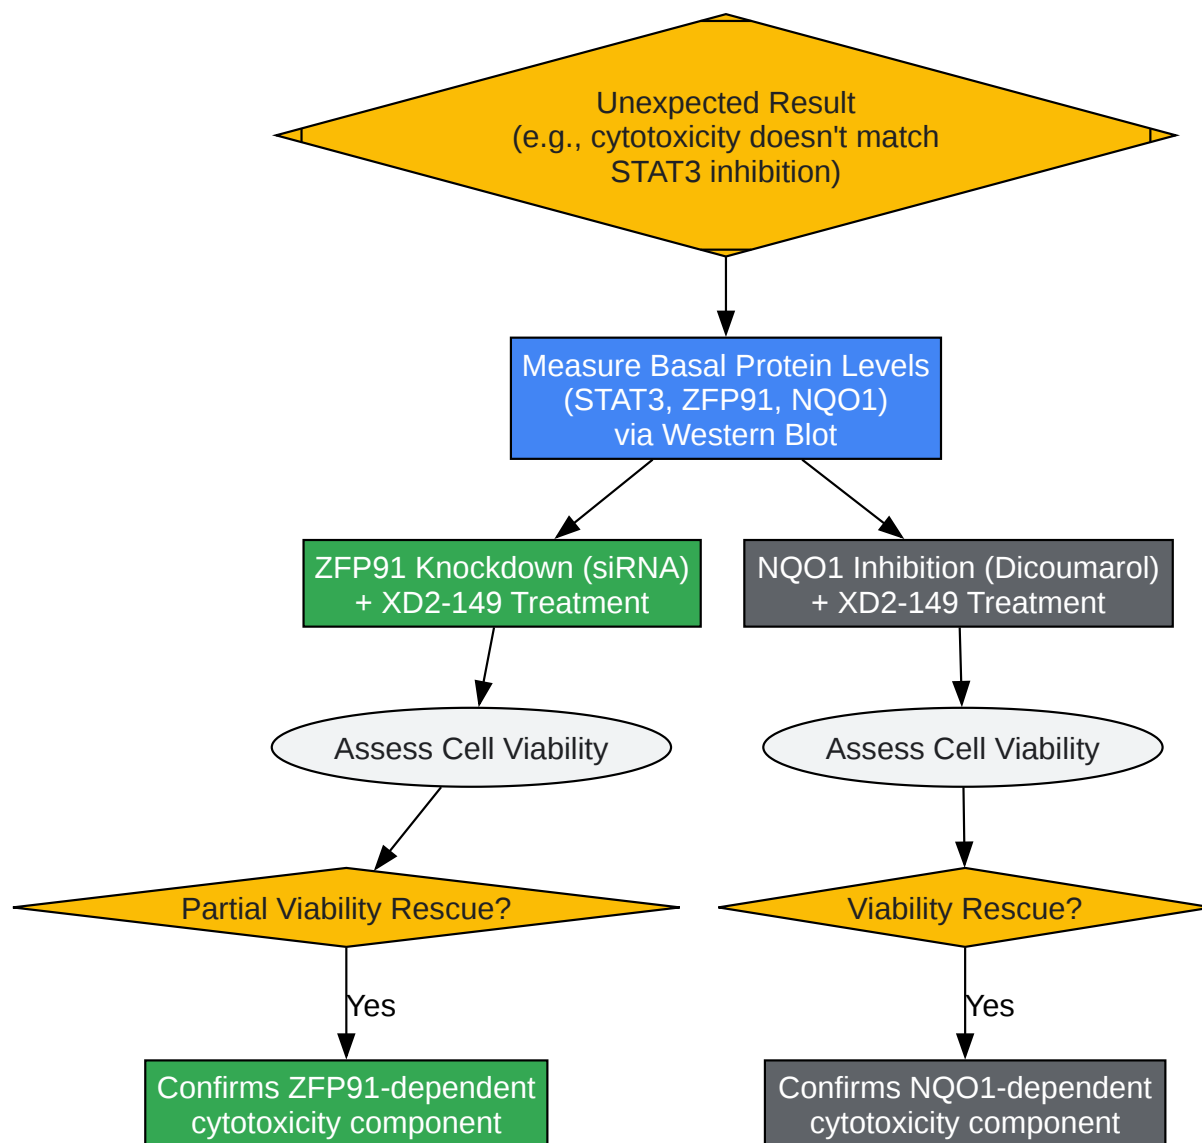 Unexpected Result
(e.g., cytotoxicity doesn't match
STAT3 inhibition)
Measure Basal Protein Levels
(STAT3, ZFP91, NQO1)
via Western Blot
ZFP91 Knockdown (siRNA)
+ XD2-149 Treatment
NQO1 Inhibition (Dicoumarol)
+ XD2-149 Treatment
Assess Cell Viability
Assess Cell Viability
Partial Viability Rescue?
Viability Rescue?
Yes
Yes
Confirms ZFP91-dependent
cytotoxicity component
Confirms NQO1-dependent
cytotoxicity component